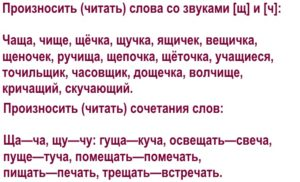 Произносить (читать) слова со звуками [щ] и [ч]:
Чаща, чище, щёчка, щучка, ящичек, вещичка,
щеночек, ручища, щепочка, щёточка, учащиеся,
точильщик, часовщик, дощечка, волчище,
кричащий, скучающий.
Произносить (читать) сочетания слов:
Ща—ча, щу—чу: гуща—куча, освещать—свеча,
пуще—туча, помещать—помечать,
пищать—печать, трещать—встречать.